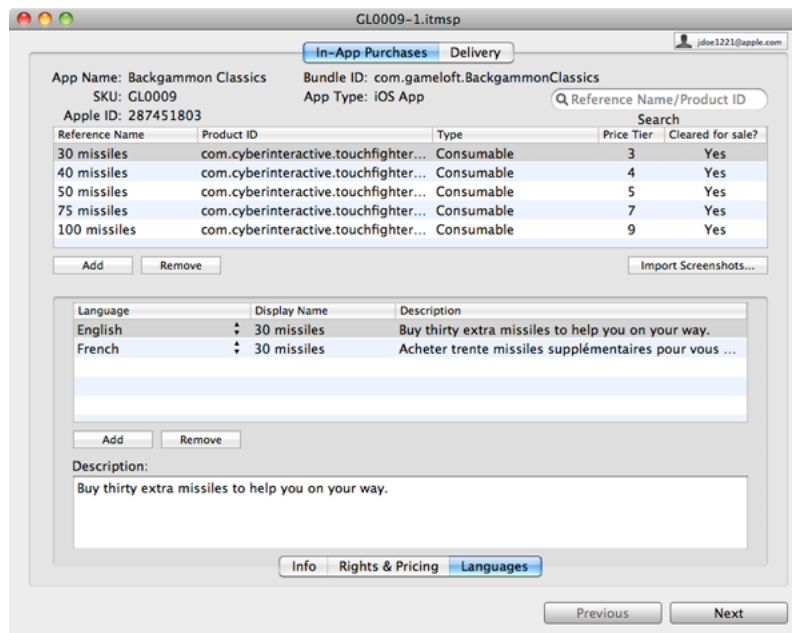 GL0009-1.itmsp
jdoe1221@apple.com
In-App Purchases Delivery
App Name: Backgammon Classics Bundle ID: com.gameloft.BackgammonClassics
SKU: GL0009 App Type: iOS App Reference Name/Product ID
Apple ID: 287451803 Search
Reference Name Product ID Type Price Tier Cleared for sale?
30 missiles com.cyberinteractive.touchfighter... Consumable 3 Yes
40 missiles com.cyberinteractive.touchfighter... Consumable 4 Yes
50 missiles com.cyberinteractive.touchfighter... Consumable 5 Yes
75 missiles com.cyberinteractive.touchfighter... Consumable 7 Yes
100 missiles com.cyberinteractive.touchfighter... Consumable 9 Yes
Add Remove Import Screenshots...
Language Display Name Description
English 30 missiles Buy thirty extra missiles to help you on your way.
French 30 missiles Acheter trente missiles supplémentaires pour vous ...
Add Remove
Description:
Buy thirty extra missiles to help you on your way.
Info Rights & Pricing Languages
Previous Next